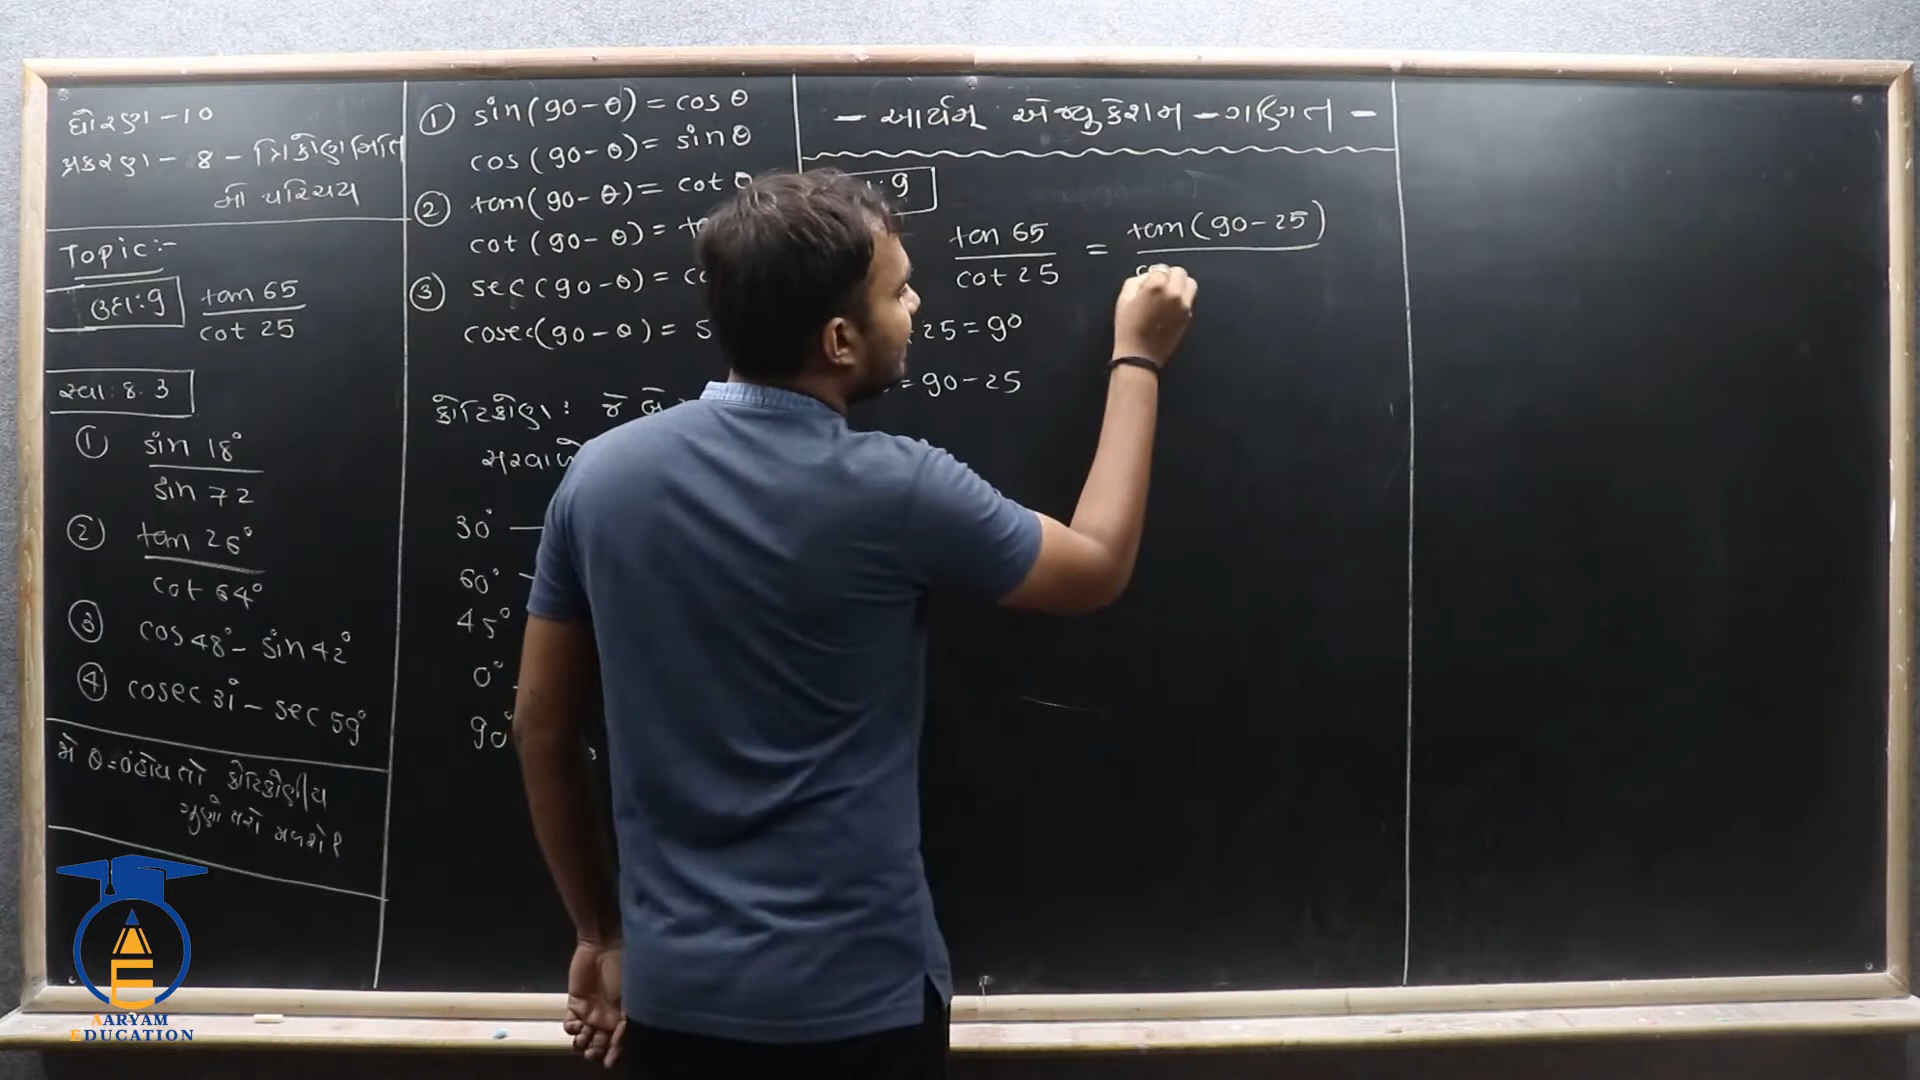 ધોરણ - 10
પ્રકરણ - 8 - ત્રિકોણમિતિ
નો પરિચય
Topic:-
ઉદા:9
tan 65
cot 25
સ્વા: 8.3
① sin 18°
sin 72
② tan 26°
cot 64°
③ cos 48° - sin 42°
④ cosec 31° - sec 59°
તો કોટિકોણીય
① sin(90-θ) = cos θ
cos(90-θ) = sin θ
② tan(90-θ) = cot θ
cot(90-θ) =
③ sec(90-θ) = co
cosec(90-θ) = s
કોટિકોણ: જે બે
સરવાળો
30°
60°
45°
0°
90°
- આર્યમ્ એજ્યુકેશન - ગણિત -
: 9
tan 65 = tan(90-25)
cot 25
25 = 90
= 90-25
AARYAM
EDUCATION